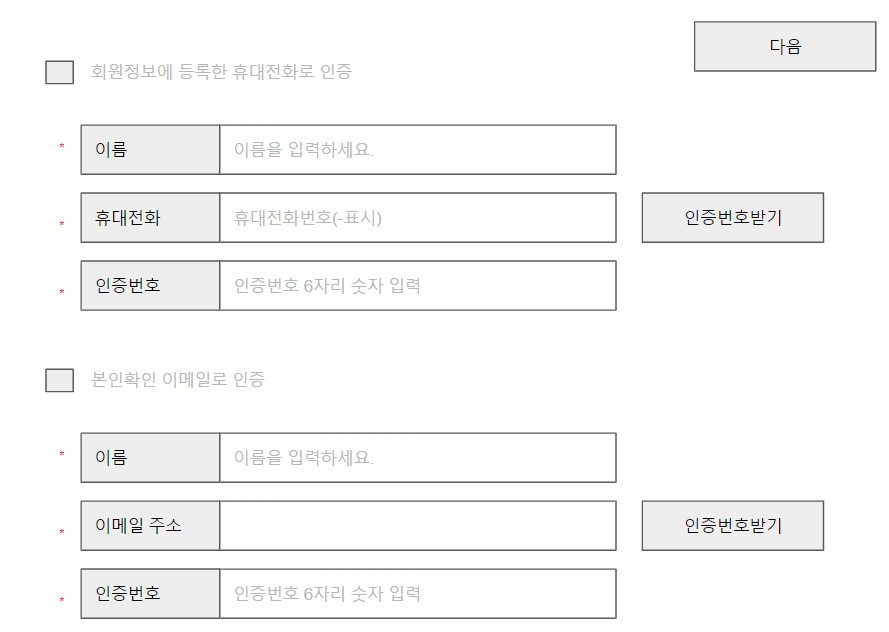 다음
회원정보에 등록한 휴대전화로 인증
* 이름 이름을 입력하세요.
* 휴대전화 휴대전화번호(-표시) 인증번호받기
* 인증번호 인증번호 6자리 숫자 입력
본인확인 이메일로 인증
* 이름 이름을 입력하세요.
* 이메일 주소 인증번호받기
* 인증번호 인증번호 6자리 숫자 입력